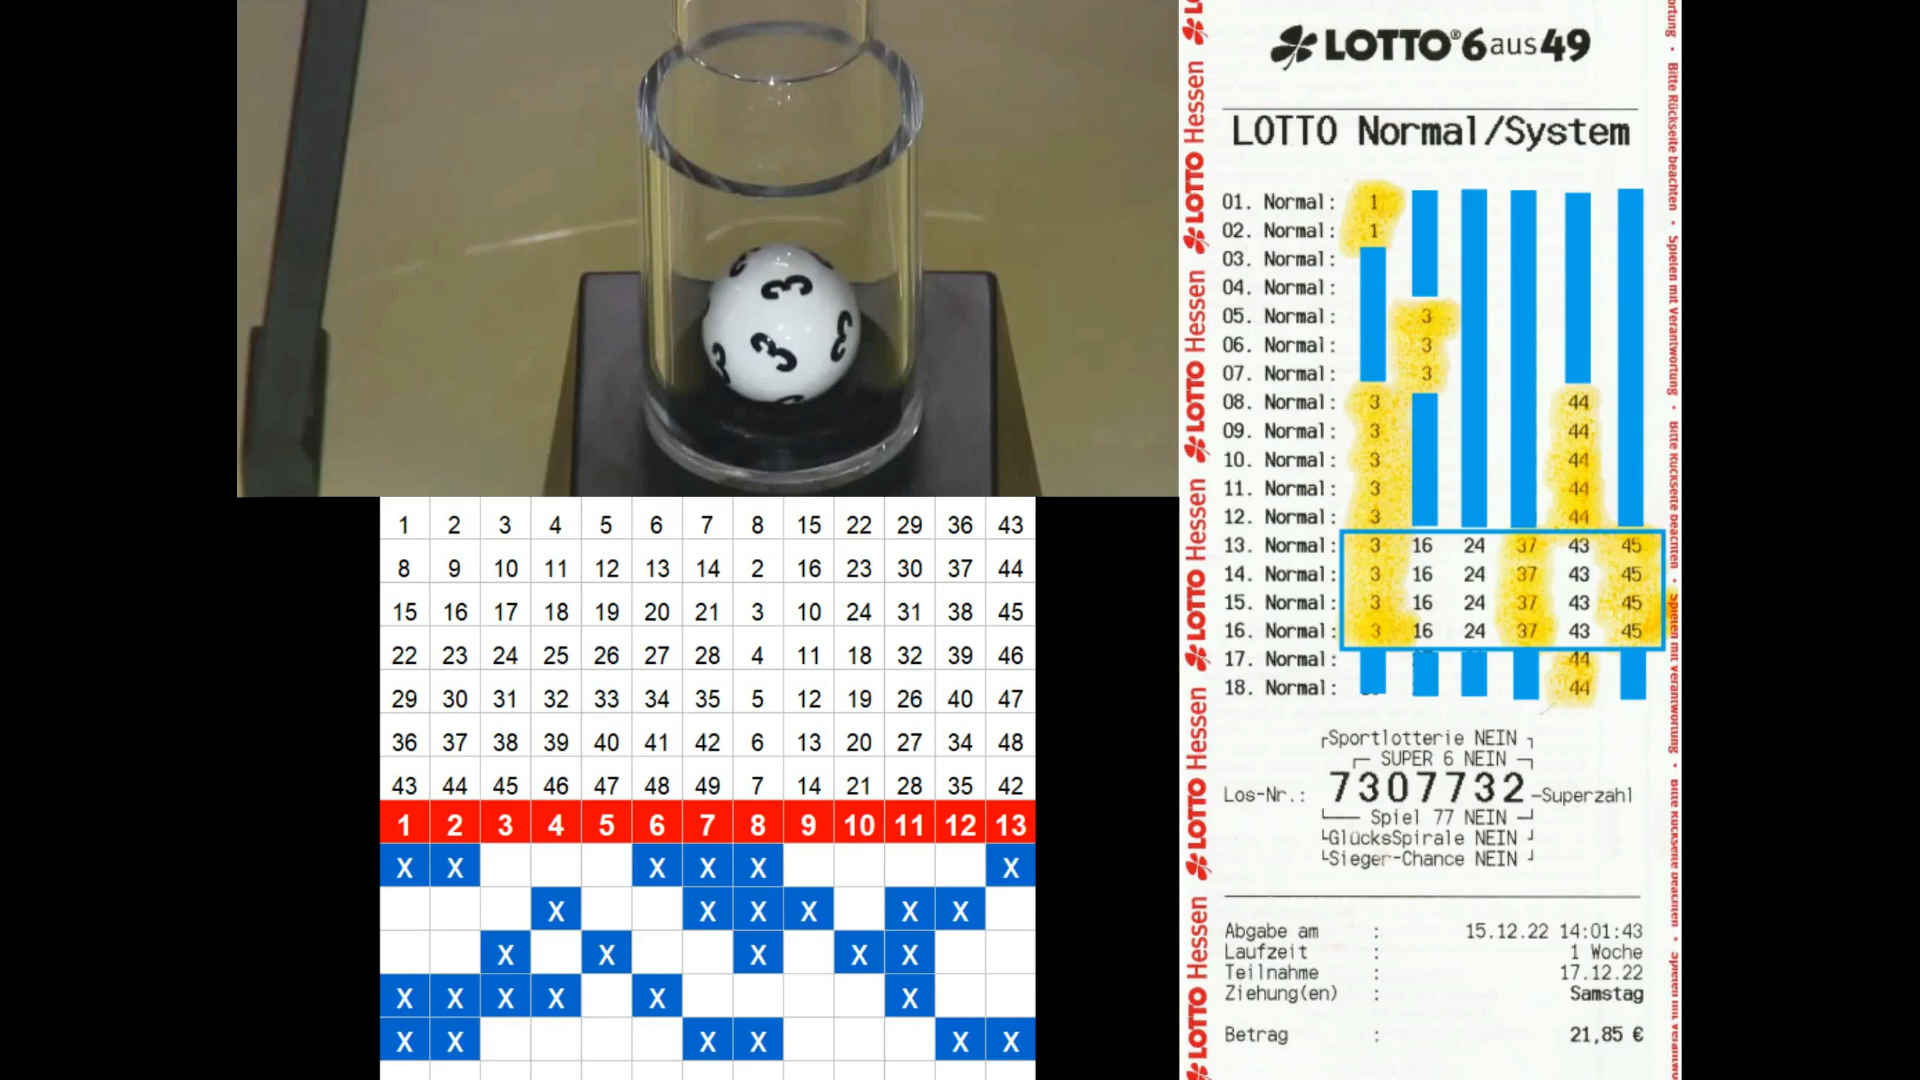 3 3 3 3
1 2 3 4 5 6 7 8 15 22 29 36 43
8 9 10 11 12 13 14 2 16 23 30 37 44
15 16 17 18 19 20 21 3 10 24 31 38 45
22 23 24 25 26 27 28 4 11 18 32 39 46
29 30 31 32 33 34 35 5 12 19 26 40 47
36 37 38 39 40 41 42 6 13 20 27 34 48
43 44 45 46 47 48 49 7 14 21 28 35 42
1 2 3 4 5 6 7 8 9 10 11 12 13
X X X X X X
X X X X X X
X X X X X
X X X X X X
X X X X X X
LOTTO® 6aus49
LOTTO Normal/System
01. Normal: 1
02. Normal: 1
03. Normal:
04. Normal:
05. Normal: 3
06. Normal: 3
07. Normal: 3
08. Normal: 3 44
09. Normal: 3 44
10. Normal: 3 44
11. Normal: 3 44
12. Normal: 3 44
13. Normal: 3 16 24 37 43 45
14. Normal: 3 16 24 37 43 45
15. Normal: 3 16 24 37 43 45
16. Normal: 3 16 24 37 43 45
17. Normal: 44
18. Normal: 44
Sportlotterie NEIN
SUPER 6 NEIN
Los-Nr.: 7307732-Superzahl
Spiel 77 NEIN
GlücksSpirale NEIN
Sieger-Chance NEIN
Abgabe am : 15.12.22 14:01:43
Laufzeit : 1 Woche
Teilnahme : 17.12.22
Ziehung(en) : Samstag
Betrag : 21,85 €
LOTTO Hessen
LOTTO Hessen
LOTTO Hessen
LOTTO Hessen
LOTTO Hessen
Bitte Rückseite beachten • Spielen mit Verantwortung • Bitte Rückseite beachten • Spielen mit Verantwortung • Bitte Rückseite beachten